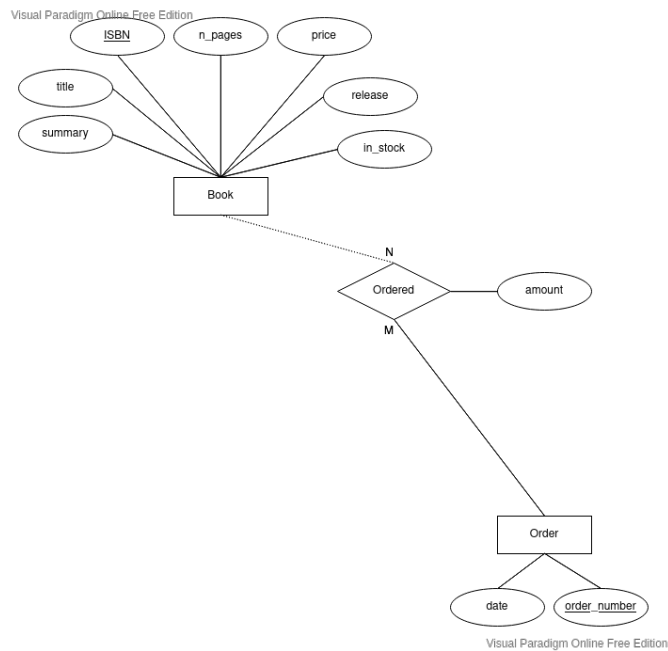 Visual Paradigm Online Free Edition
ISBN
n_pages
price
title
release
summary
in_stock
Book
N
Ordered
amount
M
Order
date
order_number
Visual Paradigm Online Free Edition